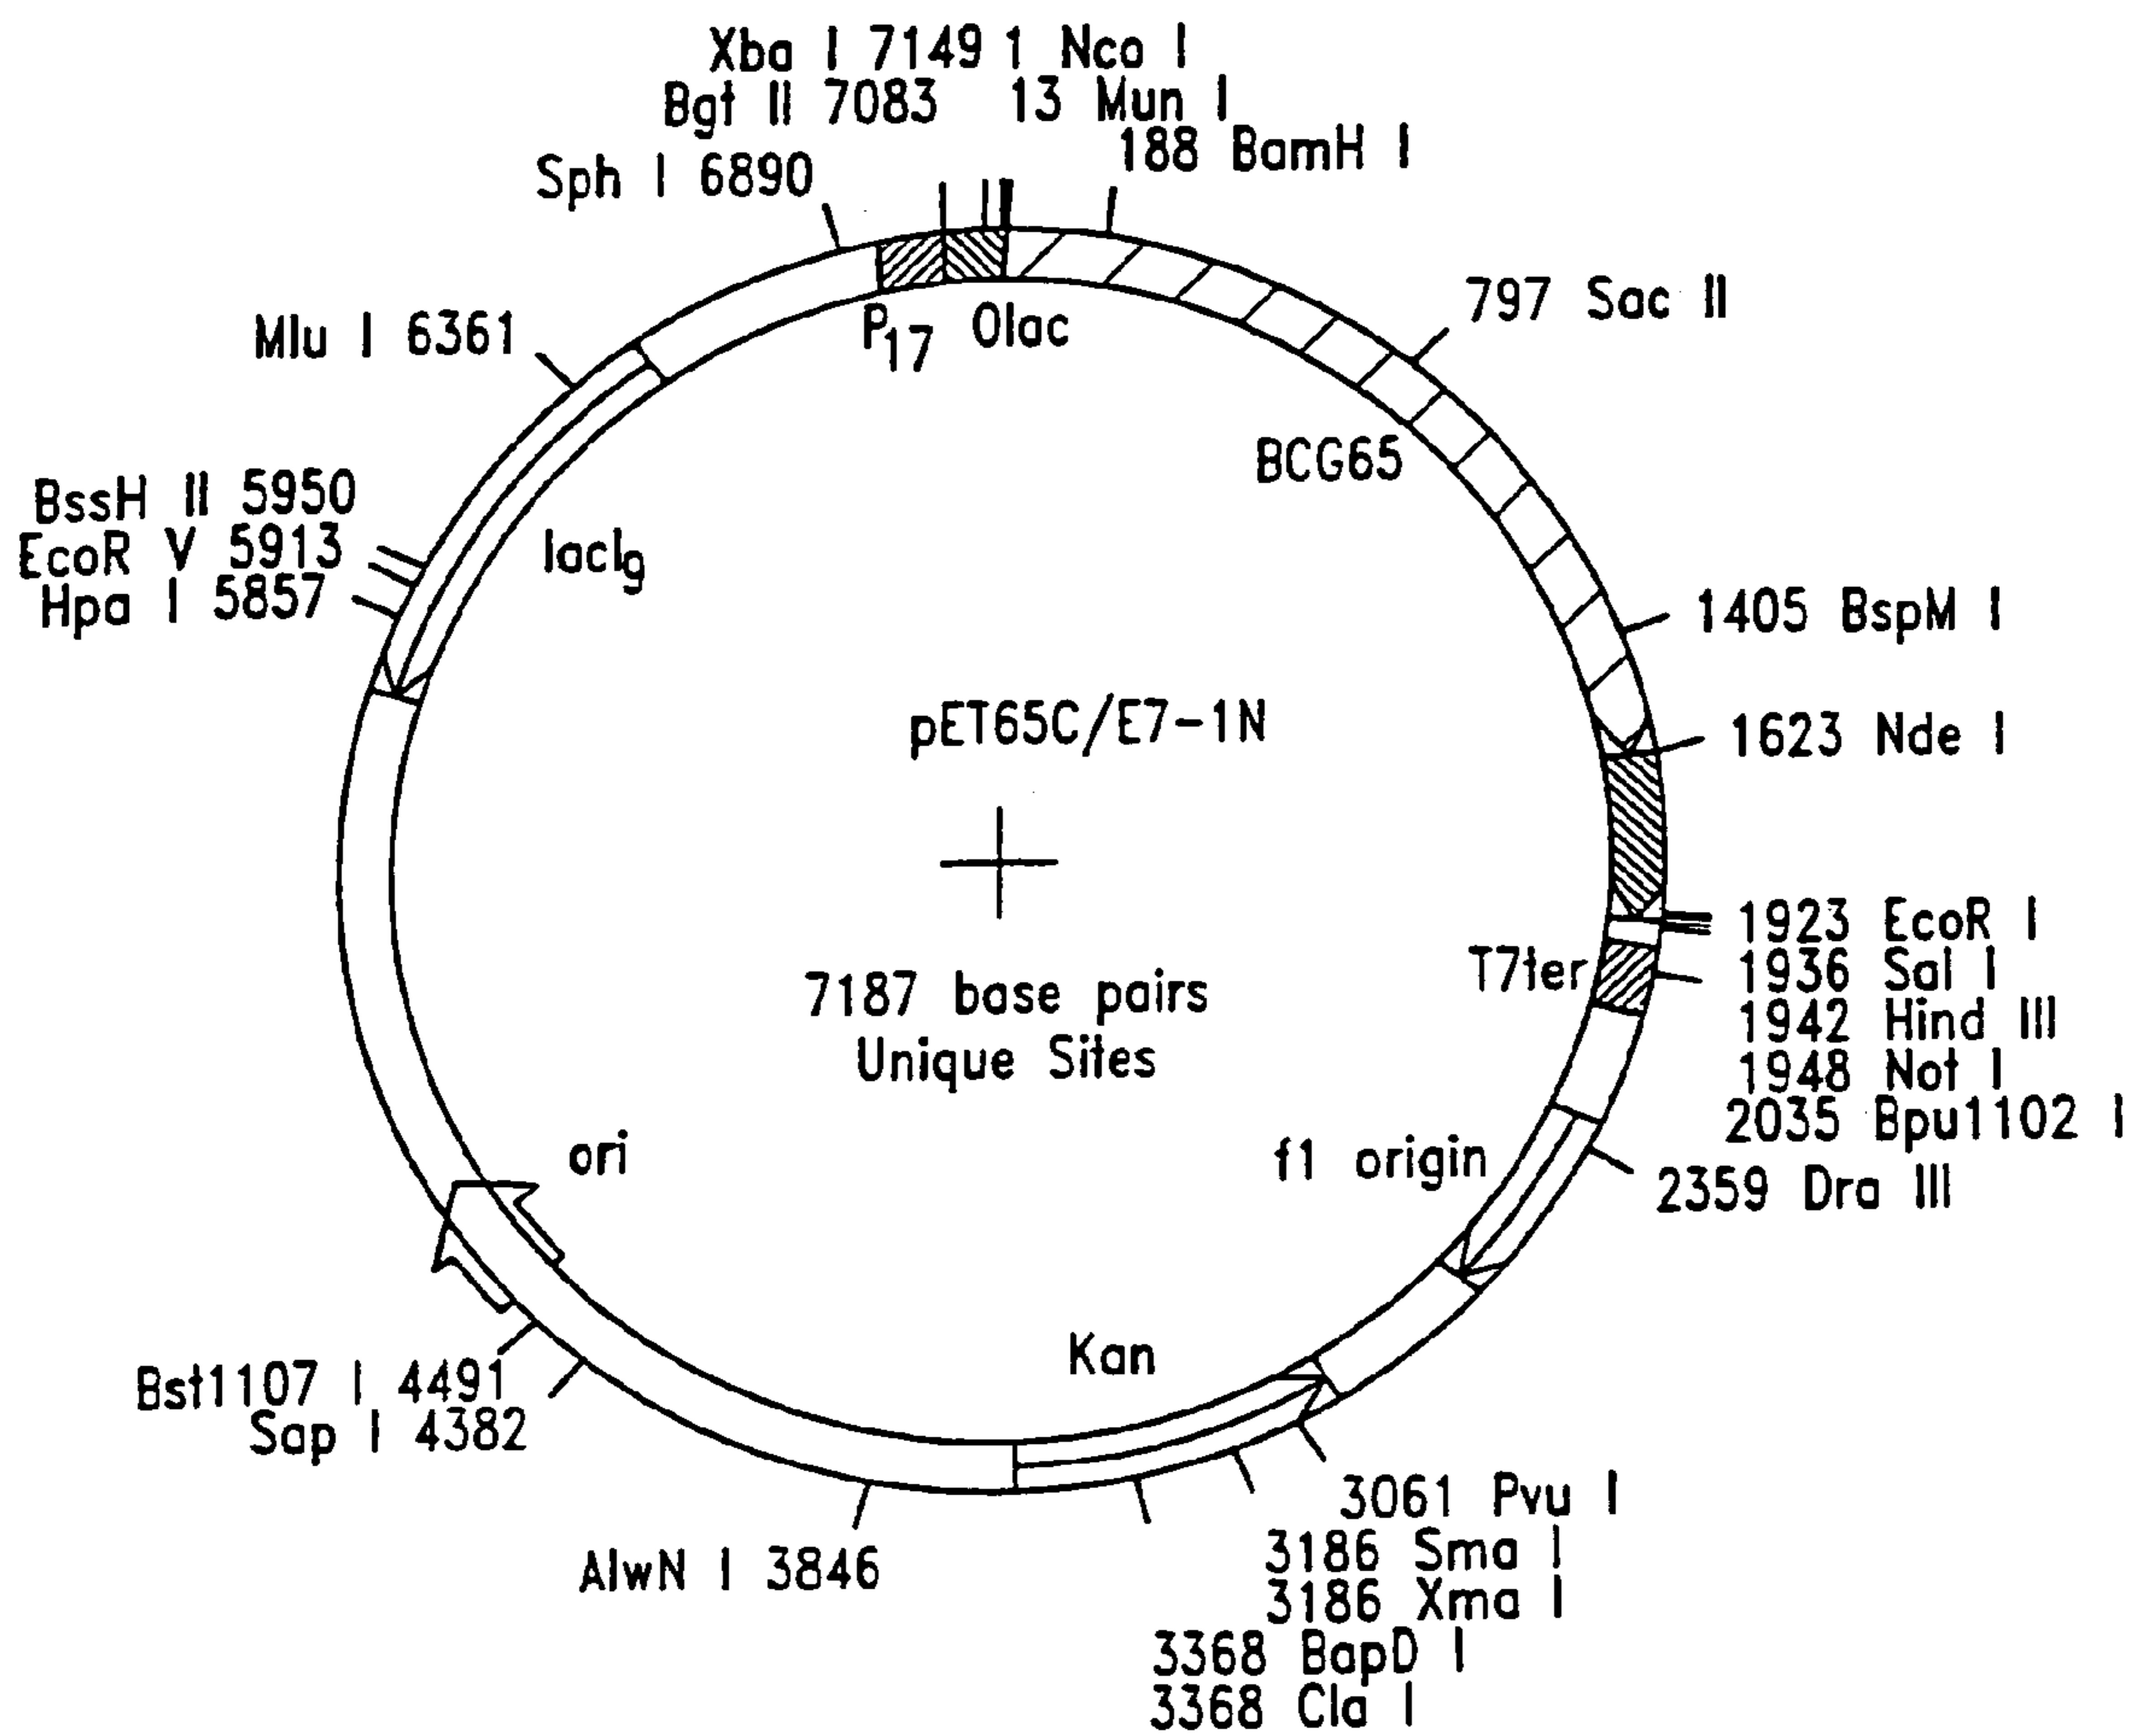 Xba I 7149 1 Nco I
Bgt II 7083 13 Mun I
188 BamH I
Sph I 6890
797 Sac II
Mlu I 6361
P17 Olac
BCG65
BssH II 5950
EcoR V 5913
Hpa I 5857
lacIg
1405 BspM I
pET65C/E7-1N
1623 Nde I
7187 base pairs
Unique Sites
T7ter
1923 EcoR I
1936 Sal I
1942 Hind III
1948 Not I
2035 Bpu1102 I
ori
f1 origin
2359 Dra III
Kan
Bst1107 I 4491
Sap I 4382
AlwN I 3846
3061 Pvu I
3186 Sma I
3186 Xma I
3368 BapD I
3368 Cla I